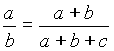 a/b = (a + b)/(a + b + c)